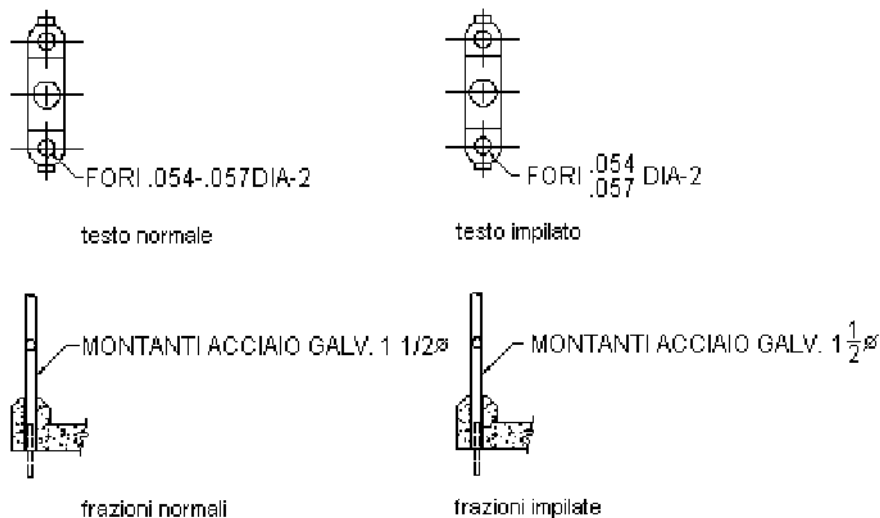 FORI .054-.057DIA-2
FORI .054
.057 DIA-2
testo normale
testo impilato
MONTANTI ACCIAIO GALV. 1 1/2ø
MONTANTI ACCIAIO GALV. 1 1/2 ø
frazioni normali
frazioni impilate